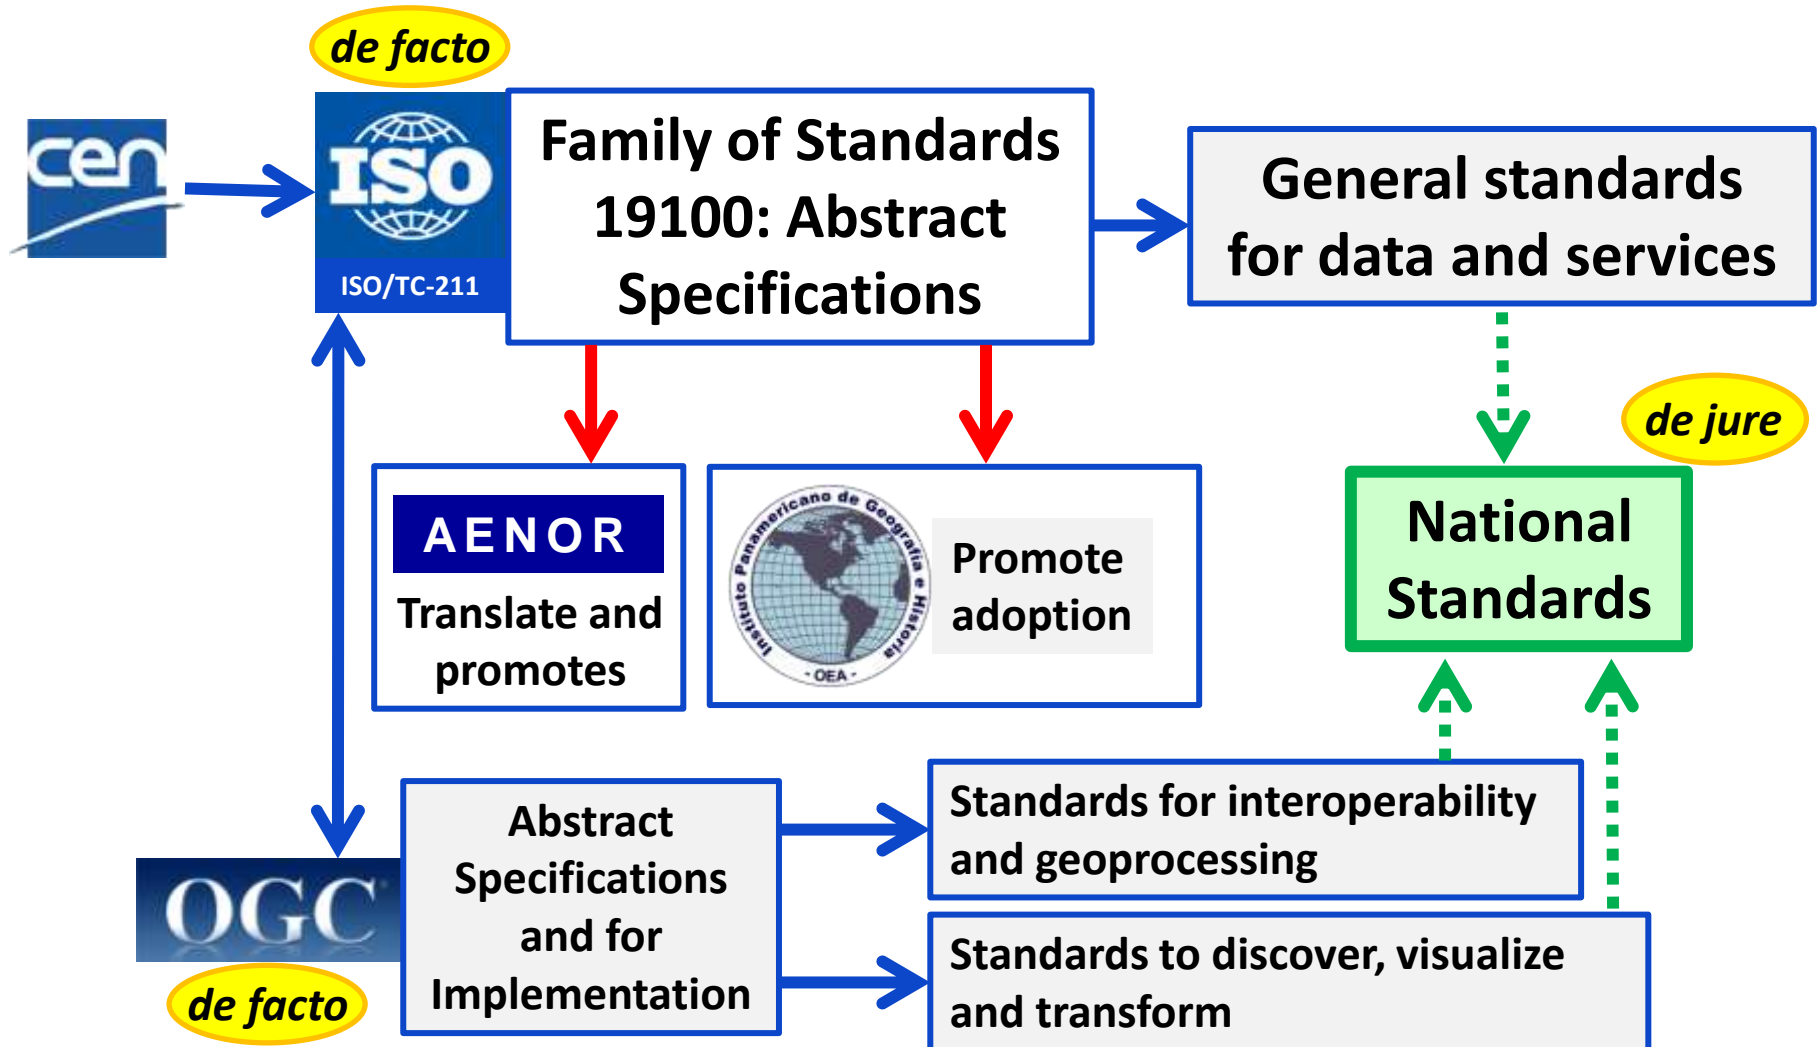 de facto
cen
ISO
ISO/TC-211
Family of Standards
19100: Abstract
Specifications
General standards
for data and services
de jure
AENOR
Translate and
promotes
Instituto Panamericano de Geografía e Historia
- OEA -
Promote
adoption
National
Standards
OGC
de facto
Abstract
Specifications
and for
Implementation
Standards for interoperability
and geoprocessing
Standards to discover, visualize
and transform